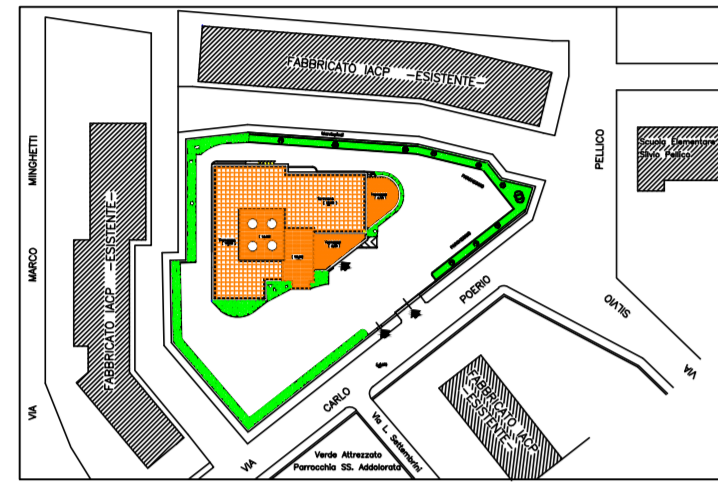 FABBRICATO IACP -ESISTENTE-
VIA MARCO MINGHETTI
FABBRICATO IACP -ESISTENTE-
PELLICO
SILVIO
VIA
Scuola Elementare
Silvio Pellico
VIA CARLO POERIO
FABBRICATO IACP
-ESISTENTE-
Via L. Settembrini
Verde Attrezzato
Parrocchia SS. Addolorata